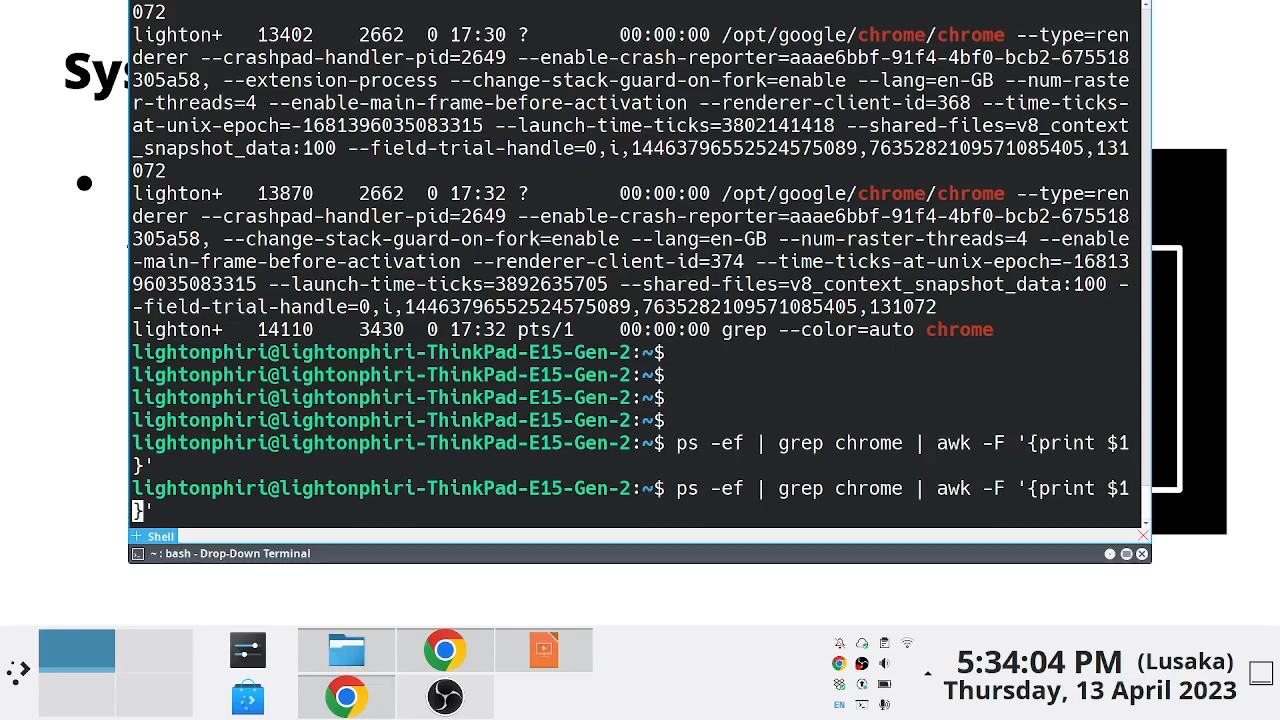 Sys
072
lighton+   13402    2662  0 17:30 ?        00:00:00 /opt/google/chrome/chrome --type=ren
derer --crashpad-handler-pid=2649 --enable-crash-reporter=aaae6bbf-91f4-4bf0-bcb2-675518
305a58, --extension-process --change-stack-guard-on-fork=enable --lang=en-GB --num-raste
r-threads=4 --enable-main-frame-before-activation --renderer-client-id=368 --time-ticks-
at-unix-epoch=-1681396035083315 --launch-time-ticks=3802141418 --shared-files=v8_context
_snapshot_data:100 --field-trial-handle=0,i,14463796552524575089,7635282109571085405,131
072
lighton+   13870    2662  0 17:32 ?        00:00:00 /opt/google/chrome/chrome --type=ren
derer --crashpad-handler-pid=2649 --enable-crash-reporter=aaae6bbf-91f4-4bf0-bcb2-675518
305a58, --change-stack-guard-on-fork=enable --lang=en-GB --num-raster-threads=4 --enable
-main-frame-before-activation --renderer-client-id=374 --time-ticks-at-unix-epoch=-16813
96035083315 --launch-time-ticks=3892635705 --shared-files=v8_context_snapshot_data:100 -
-field-trial-handle=0,i,14463796552524575089,7635282109571085405,131072
lighton+   14110    3430  0 17:32 pts/1    00:00:00 grep --color=auto chrome
lightonphiri@lightonphiri-ThinkPad-E15-Gen-2:~$
lightonphiri@lightonphiri-ThinkPad-E15-Gen-2:~$
lightonphiri@lightonphiri-ThinkPad-E15-Gen-2:~$
lightonphiri@lightonphiri-ThinkPad-E15-Gen-2:~$
lightonphiri@lightonphiri-ThinkPad-E15-Gen-2:~$ ps -ef | grep chrome | awk -F '{print $1
}'
lightonphiri@lightonphiri-ThinkPad-E15-Gen-2:~$ ps -ef | grep chrome | awk -F '{print $1
}'
Shell
~ : bash - Drop-Down Terminal
5:34:04 PM (Lusaka)
Thursday, 13 April 2023
EN